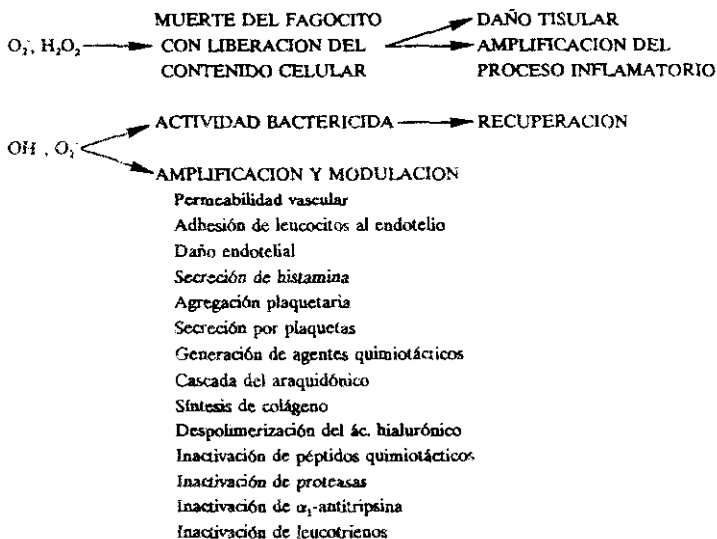 MUERTE DEL FAGOCITO
DAÑO TISULAR
O₂⁻, H₂O₂
CON LIBERACION DEL
AMPLIFICACION DEL
CONTENIDO CELULAR
PROCESO INFLAMATORIO
ACTIVIDAD BACTERICIDA
RECUPERACION
OH , O₂⁻
AMPLIFICACION Y MODULACION
Permeabilidad vascular
Adhesión de leucocitos al endotelio
Daño endotelial
Secreción de histamina
Agregación plaquetaria
Secreción por plaquetas
Generación de agentes quimiotácticos
Cascada del araquidónico
Síntesis de colágeno
Despolimerización del ác. hialurónico
Inactivación de péptidos quimiotácticos
Inactivación de proteasas
Inactivación de α₁-antitripsina
Inactivación de leucotrienos